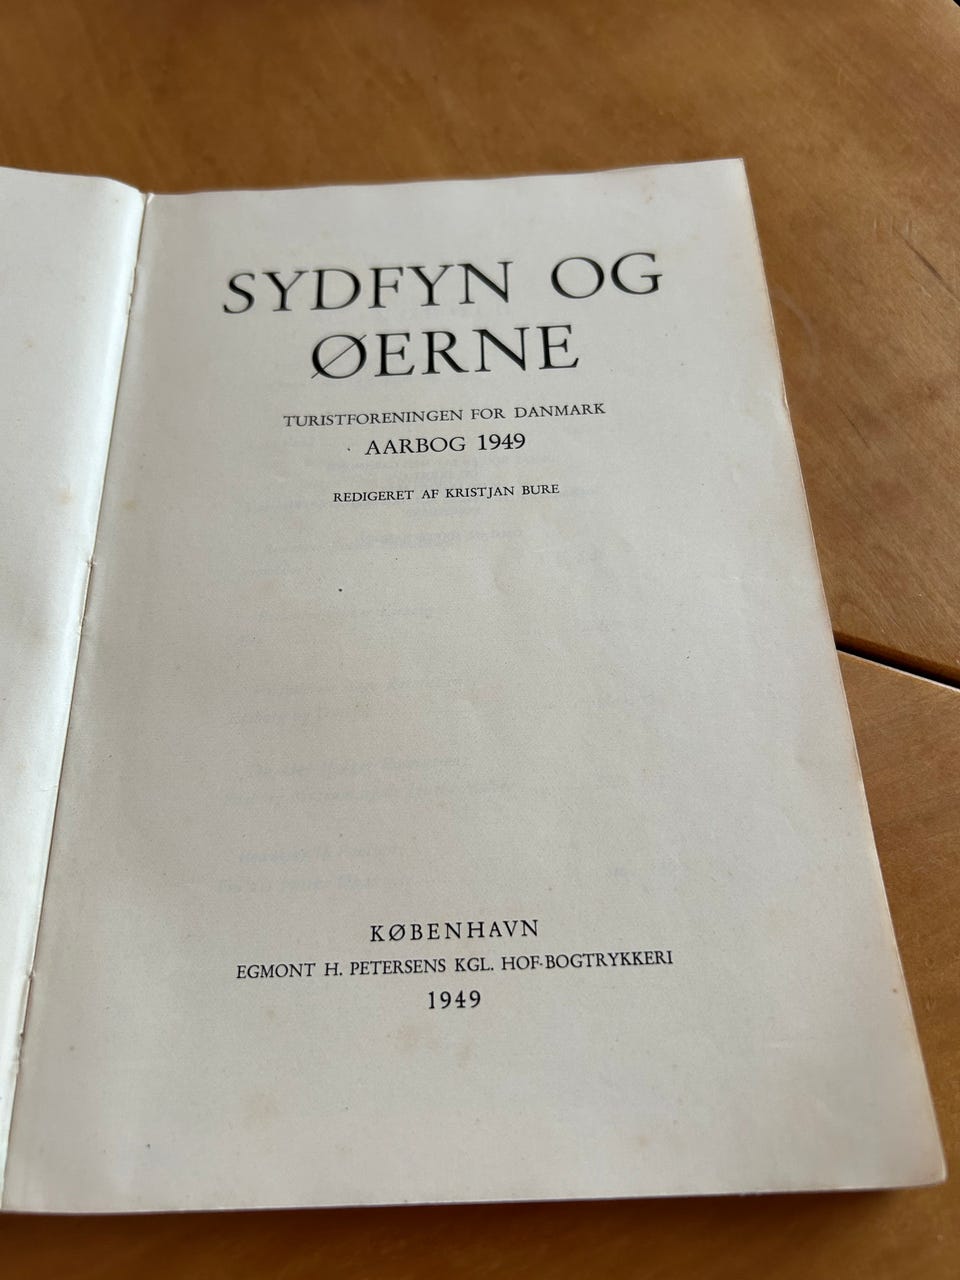 SYDFYN OG
ØERNE
TURISTFORENINGEN FOR DANMARK
AARBOG 1949
REDIGERET AF KRISTJAN BURE
KØBENHAVN
EGMONT H. PETERSENS KGL. HOF-BOGTRYKKERI
1949